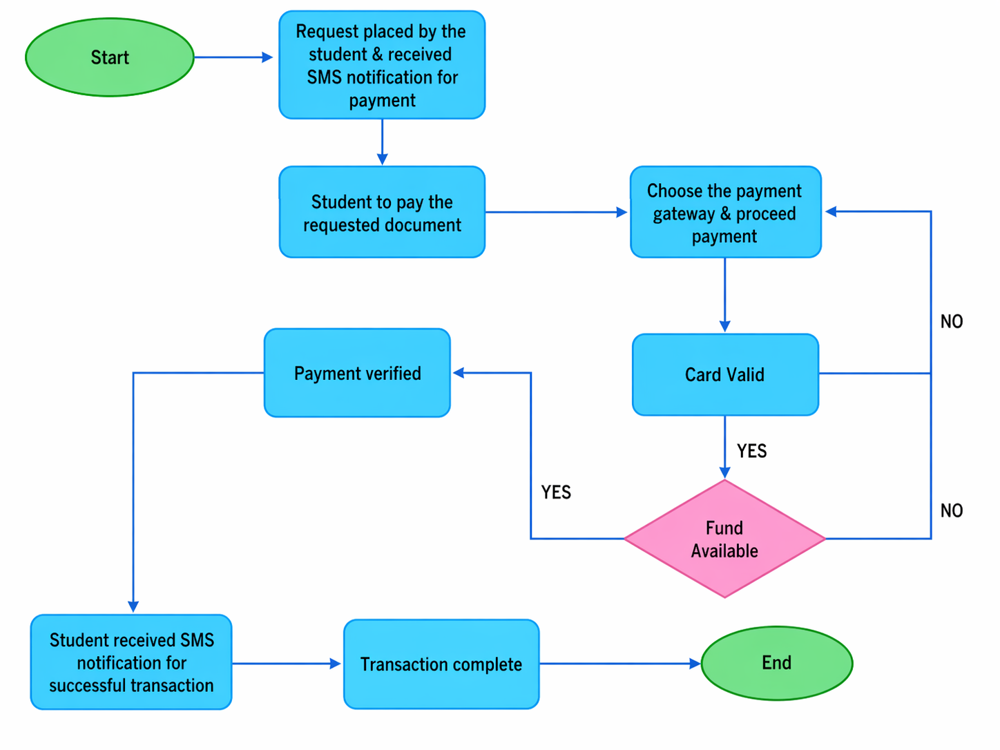 Start
Request placed by the
student & received
SMS notification for
payment
Student to pay the
requested document
Choose the payment
gateway & proceed
payment
NO
Card Valid
Payment verified
YES
YES
NO
Fund
Available
Student received SMS
notification for
successful transaction
Transaction complete
End